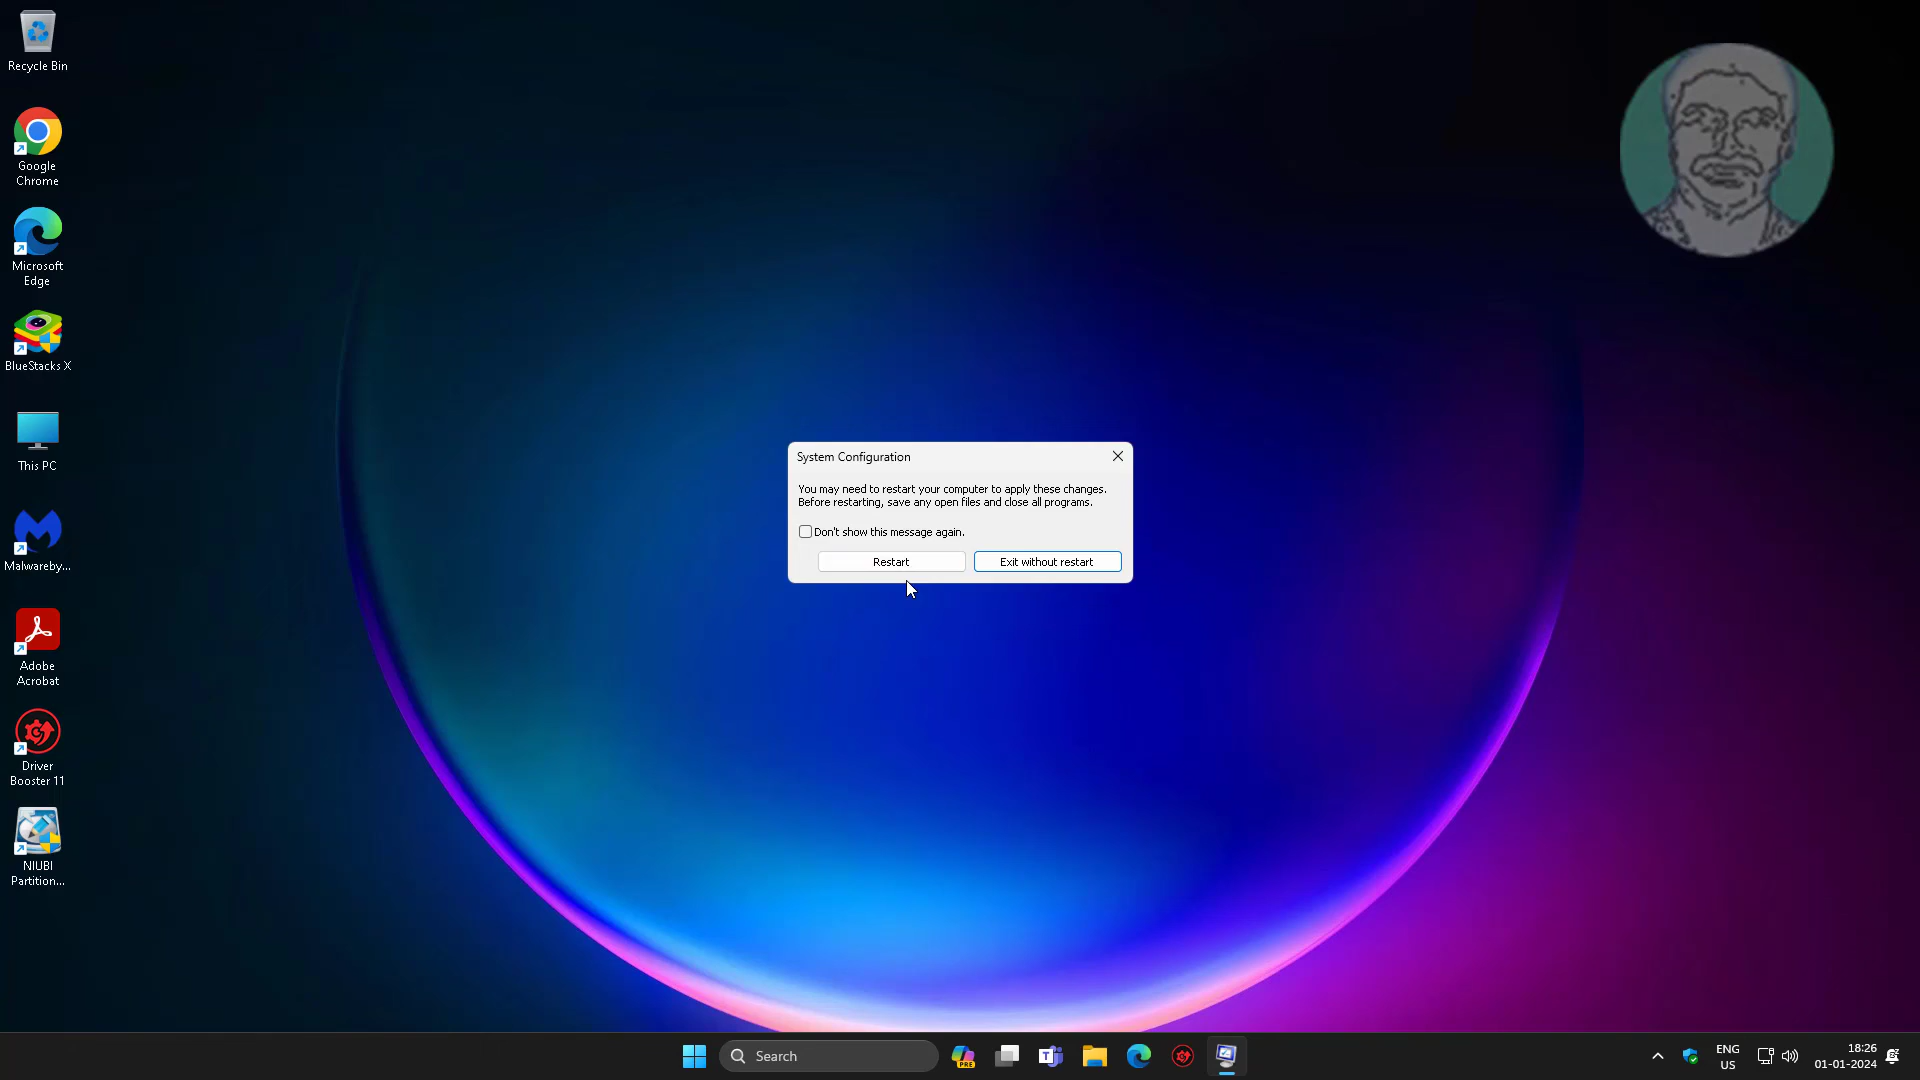 Recycle Bin
Google
Chrome
Microsoft
Edge
BlueStacks X
This PC
Malwareby...
Adobe
Acrobat
Driver
Booster 11
NIUBI
Partition...
System Configuration
You may need to restart your computer to apply these changes.
Before restarting, save any open files and close all programs.
Don't show this message again.
Restart
Exit without restart
Search
PRE
T
ENG
US
18:26
01-01-2024